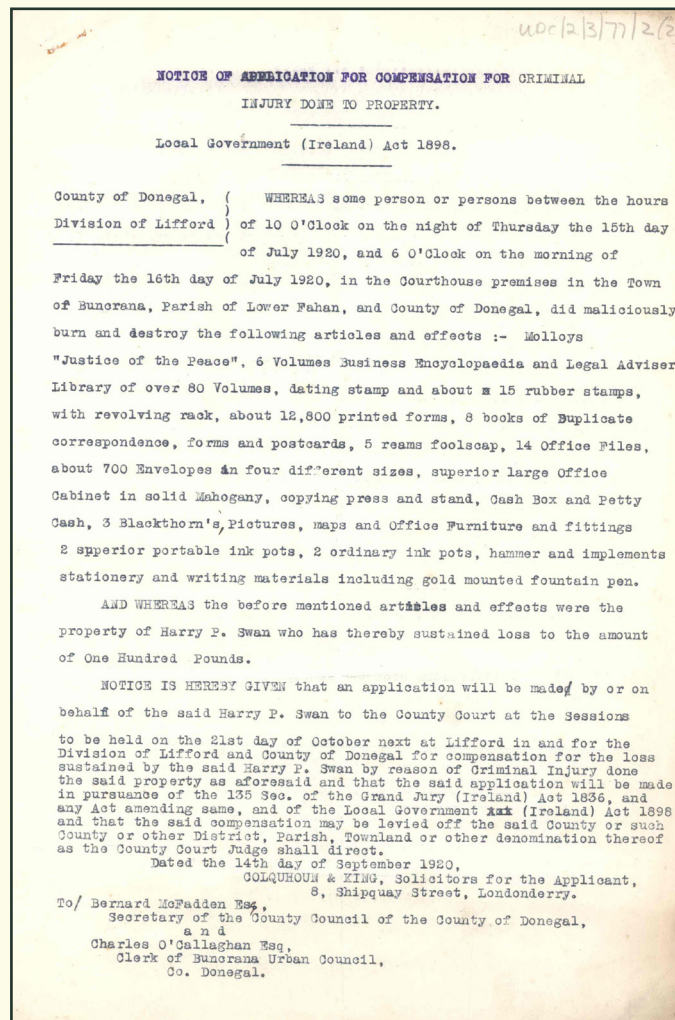 UDC/2/3/77/2(2
NOTICE OF APPLICATION FOR COMPENSATION FOR CRIMINAL
INJURY DONE TO PROPERTY.
Local Government (Ireland) Act 1898.
County of Donegal, ( WHEREAS some person or persons between the hours
)
Division of Lifford ) of 10 O'Clock on the night of Thursday the 15th day
( of July 1920, and 6 O'Clock on the morning of
Friday the 16th day of July 1920, in the Courthouse premises in the Town
of Buncrana, Parish of Lower Fahan, and County of Donegal, did maliciously
burn and destroy the following articles and effects :- Molloys
"Justice of the Peace", 6 Volumes Business Encyclopaedia and Legal Adviser
Library of over 80 Volumes, dating stamp and about 15 rubber stamps,
with revolving rack, about 12,800 printed forms, 8 books of Duplicate
correspondence, forms and postcards, 5 reams foolscap, 14 Office Files,
about 700 Envelopes in four different sizes, superior large Office
Cabinet in solid Mahogany, copying press and stand, Cash Box and Petty
Cash, 3 Blackthorn's, Pictures, maps and Office Furniture and fittings
2 superior portable ink pots, 2 ordinary ink pots, hammer and implements
stationery and writing materials including gold mounted fountain pen.
AND WHEREAS the before mentioned articles and effects were the
property of Harry P. Swan who has thereby sustained loss to the amount
of One Hundred Pounds.
NOTICE IS HEREBY GIVEN that an application will be made by or on
behalf of the said Harry P. Swan to the County Court at the Sessions
to be held on the 21st day of October next at Lifford in and for the
Division of Lifford and County of Donegal for compensation for the loss
sustained by the said Harry P. Swan by reason of Criminal Injury done
the said property as aforesaid and that the said application will be made
in pursuance of the 135 Sec. of the Grand Jury (Ireland) Act 1836, and
any Act amending same, and of the Local Government (Ireland) Act 1898
and that the said compensation may be levied off the said County or such
County or other District, Parish, Townland or other denomination thereof
as the County Court Judge shall direct.
Dated the 14th day of September 1920,
COLQUHOUN & KING, Solicitors for the Applicant,
8, Shipquay Street, Londonderry.
To/ Bernard McFadden Esq,
Secretary of the County Council of the County of Donegal,
a n d
Charles O'Callaghan Esq,
Clerk of Buncrana Urban Council,
Co. Donegal.